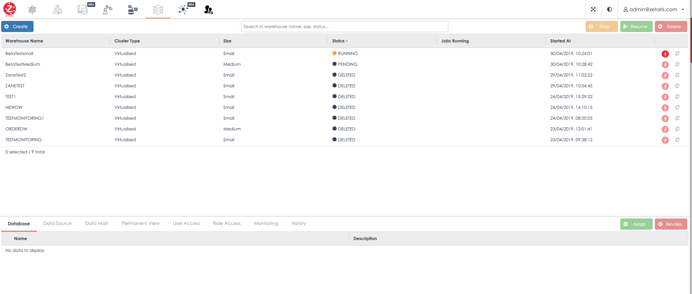 NEW
NEW
admin@zetaris.com
Create
Search in warehouse name, size, status...
Stop
Resume
Delete
Warehouse Name Cluster Type Size Status Jobs Running Started At
BetaTestsmall Virtualised Small RUNNING 30/04/2019, 10:24:01
BetaTestMedium Virtualised Medium PENDING 30/04/2019, 10:28:42
ZaneTest2 Virtualised Small DELETED 29/04/2019, 11:02:22
ZANETEST Virtualised Small DELETED 29/04/2019, 10:54:43
TEST1 Virtualised Small DELETED 24/04/2019, 15:29:22
NEWDW Virtualised Small DELETED 24/04/2019, 14:10:15
TESTMONITORING1 Virtualised Small DELETED 24/04/2019, 08:50:03
ORDERDW Virtualised Medium DELETED 23/04/2019, 12:01:41
TESTMONITORING Virtualised Small DELETED 23/04/2019, 09:38:12
0 selected / 9 total
Database Data Source Data Mart Permanent View User Access Role Access Monitoring History
Assign
Revoke
Name Description
No data to display